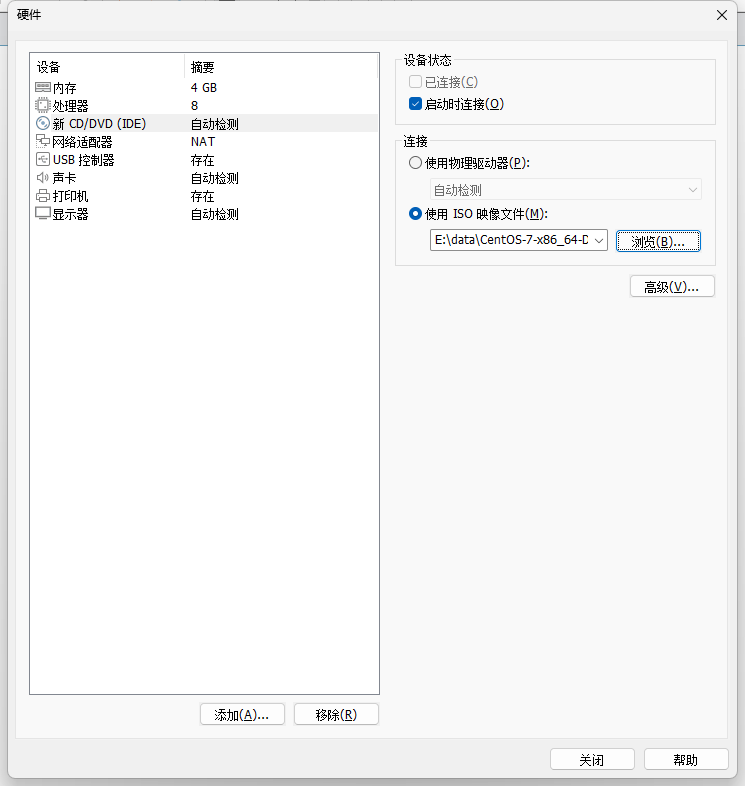 硬件
设备 摘要
内存 4 GB
处理器 8
新 CD/DVD (IDE) 自动检测
网络适配器 NAT
USB 控制器 存在
声卡 自动检测
打印机 存在
显示器 自动检测
添加(A)... 移除(R)
设备状态
已连接(C)
启动时连接(O)
连接
使用物理驱动器(P):
自动检测
使用 ISO 映像文件(M):
E:\data\CentOS-7-x86_64-D 浏览(B)...
高级(V)...
关闭 帮助